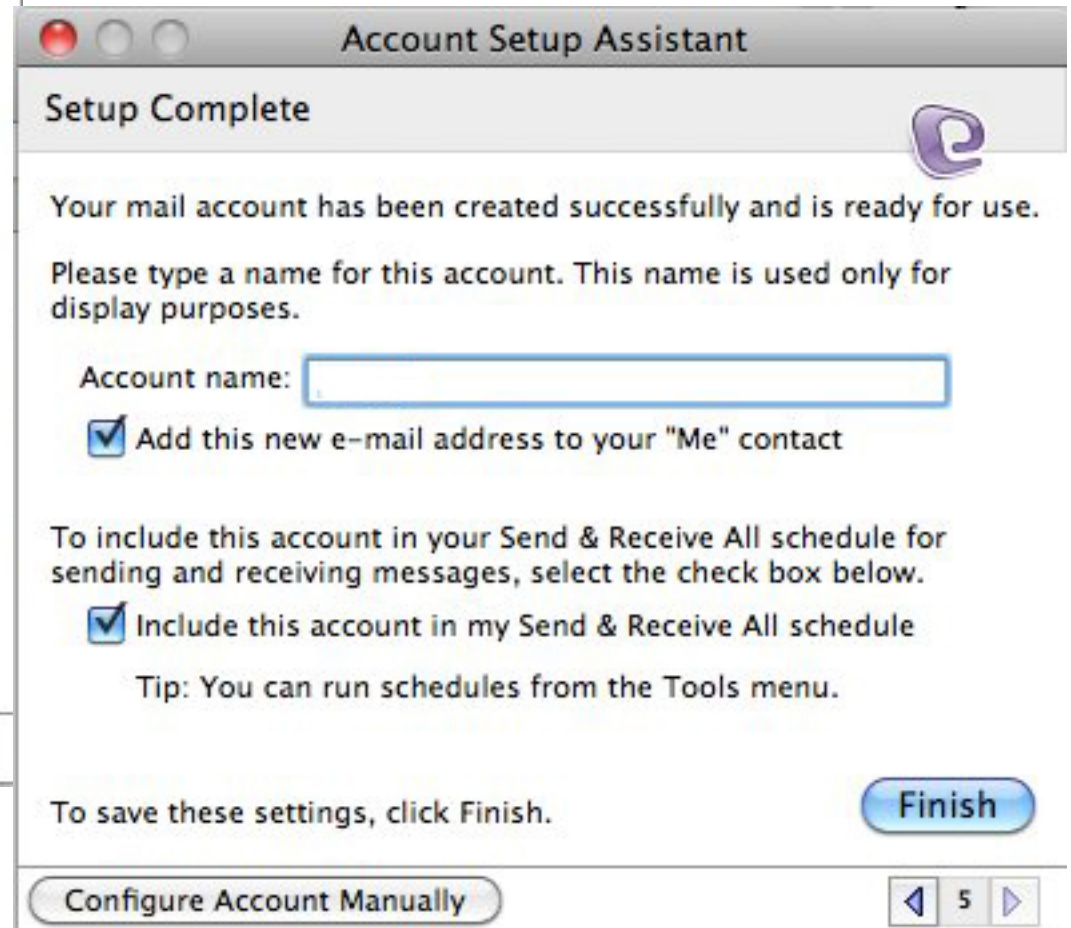 Account Setup Assistant
Setup Complete
Your mail account has been created successfully and is ready for use.
Please type a name for this account. This name is used only for
display purposes.
Account name:
Add this new e-mail address to your "Me" contact
To include this account in your Send & Receive All schedule for
sending and receiving messages, select the check box below.
Include this account in my Send & Receive All schedule
Tip: You can run schedules from the Tools menu.
To save these settings, click Finish.
Finish
Configure Account Manually
5